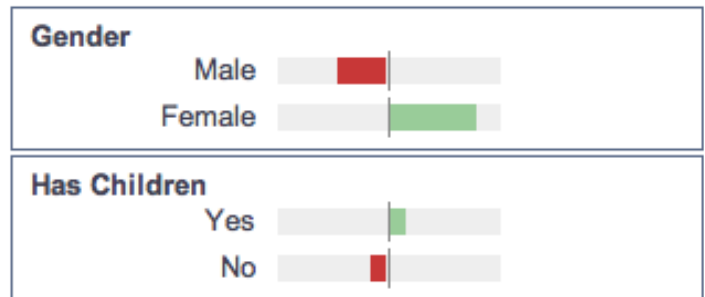 Gender
Male
Female
Has Children
Yes
No